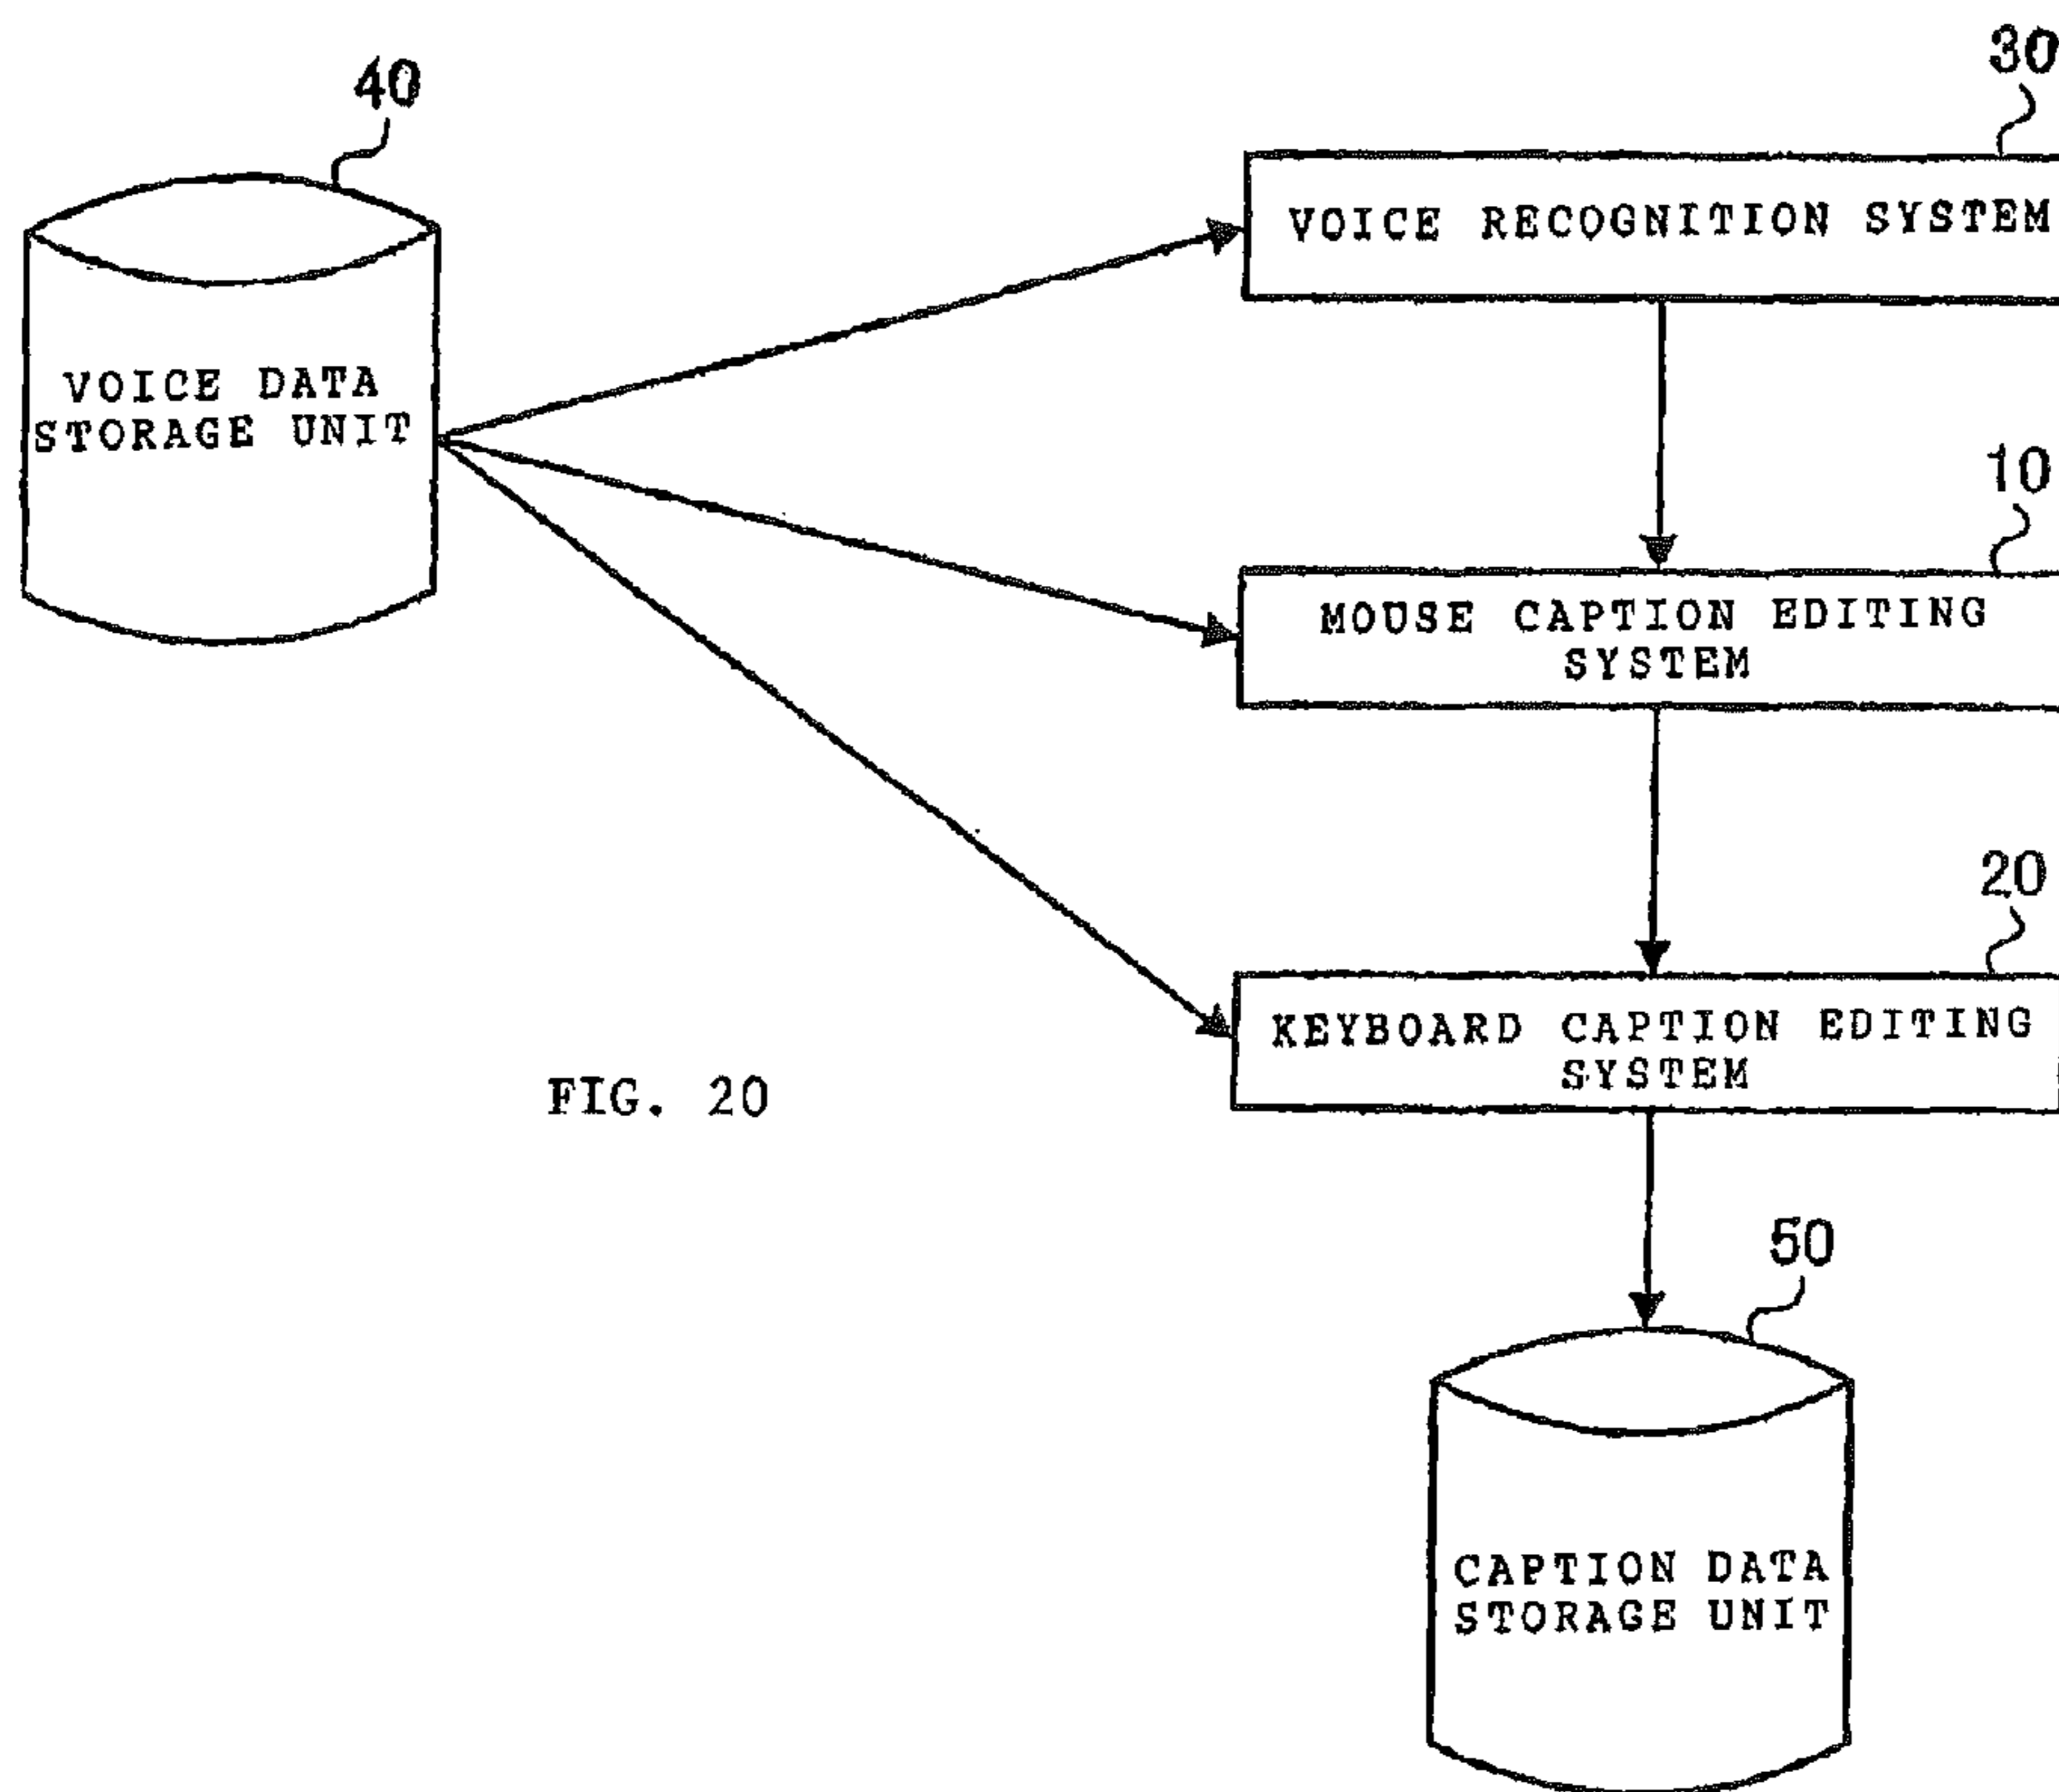 40
30
VOICE RECOGNITION SYSTEM
VOICE DATA
STORAGE UNIT
10
MOUSE CAPTION EDITING
SYSTEM
20
KEYBOARD CAPTION EDITING
SYSTEM
FIG. 20
50
CAPTION DATA
STORAGE UNIT